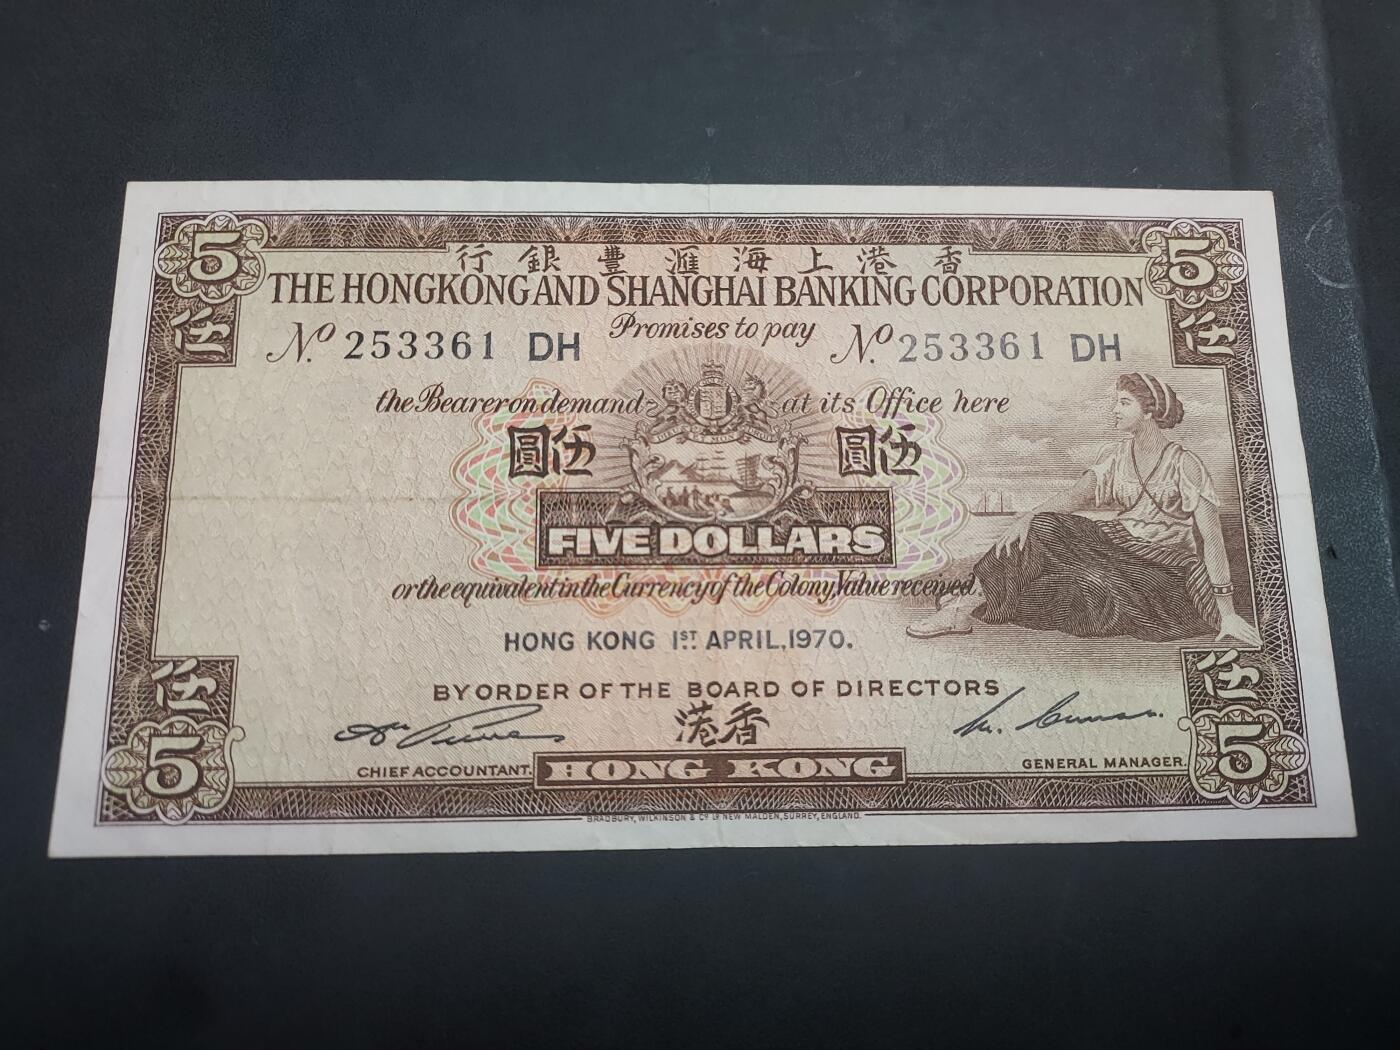 5 5
行銀豐滙海上港香
THE HONGKONG AND SHANGHAI BANKING CORPORATION
伍 伍
Promises to pay
No. 253361 DH No. 253361 DH
the Bearer on demand at its Office here
圓伍 圓伍
FIVE DOLLARS
or the equivalent in the Currency of the Colony, Value received.
HONG KONG 1ST APRIL, 1970.
伍 伍
BY ORDER OF THE BOARD OF DIRECTORS
港香
5 5
CHIEF ACCOUNTANT. HONG KONG GENERAL MANAGER.
BRADBURY, WILKINSON & Co. Ld. NEW MALDEN, SURREY, ENGLAND.